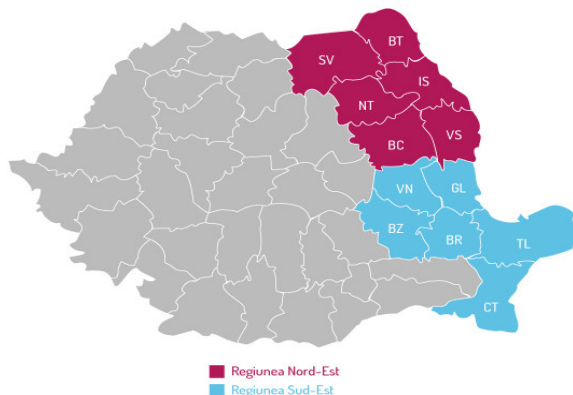 BT
SV
IS
NT
VS
BC
VN
GL
BZ
BR
TL
CT
Regiunea Nord-Est
Regiunea Sud-Est